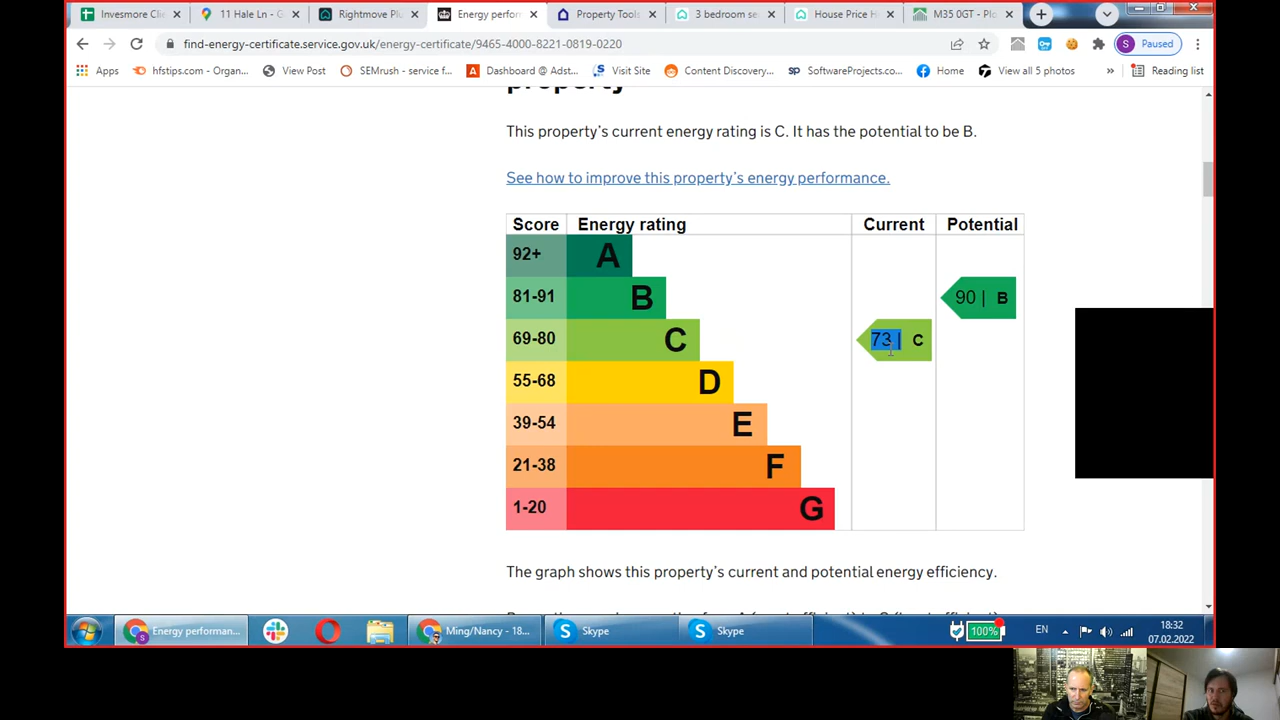 Invesmore Cli
11 Hale Ln - G
Rightmove Plu
Energy perfor
Property Tools
3 bedroom se
House Price H
M35 0GT - Plo
find-energy-certificate.ser .gov.uk/energy-certificate/9465-4000-8221-0819-0220
S Paused
Apps
hfstips.com - Organ...
View Post
SEMrush - service f...
Dashboard @ Adst...
Visit Site
Content Discovery...
SoftwareProjects.co...
Home
View all 5 photos
»
Reading list
property
This property's current energy rating is C. It has the potential to be B.
See how to improve this property's energy performance.
Score Energy rating Current Potential
92+ A
81-91 B 90 | B
69-80 C 73 | C
55-68 D
39-54 E
21-38 F
1-20 G
The graph shows this property's current and potential energy efficiency.
Energy performan...
Ming/Nancy - 18...
Skype
Skype
100%
EN
18:32
07.02.2022